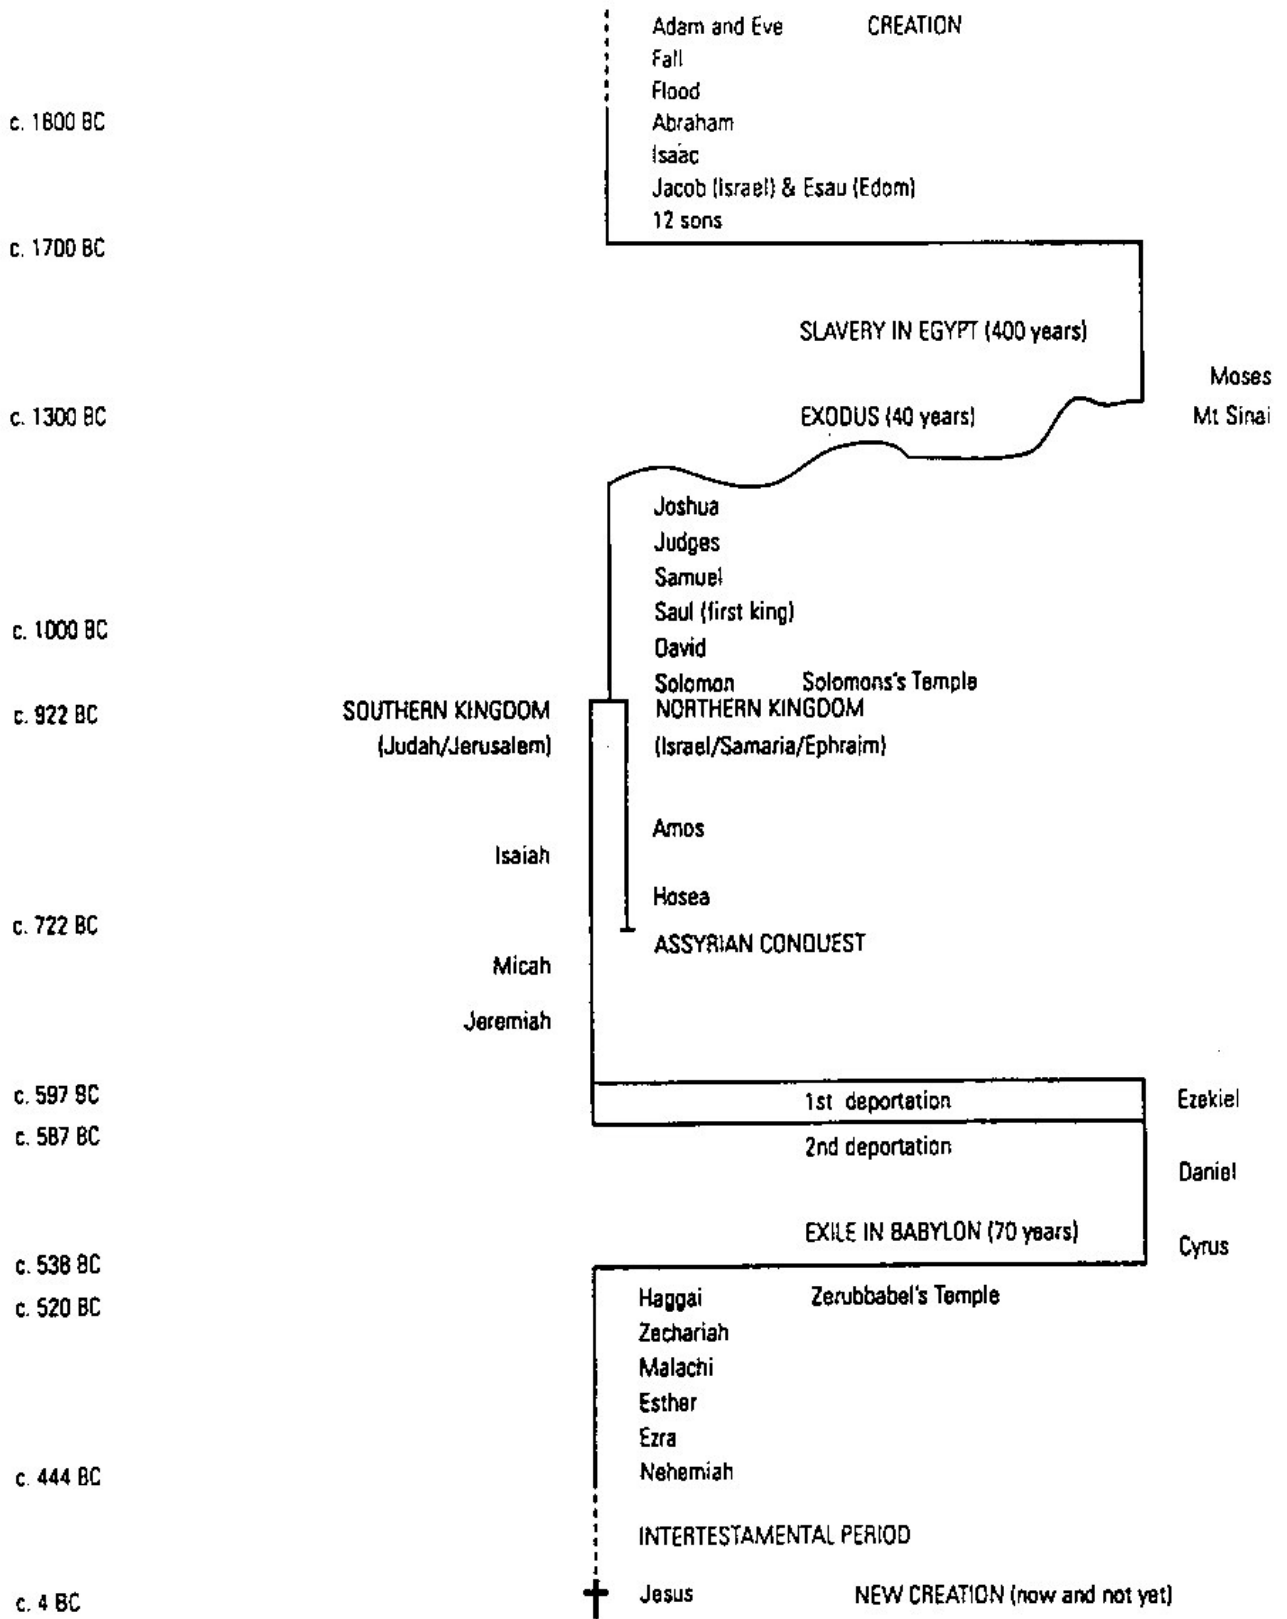 Adam and Eve CREATION
Fall
Flood
c. 1800 BC Abraham
Isaac
Jacob (Israel) & Esau (Edom)
12 sons
c. 1700 BC
SLAVERY IN EGYPT (400 years)
Moses
c. 1300 BC EXODUS (40 years) Mt Sinai
Joshua
Judges
Samuel
Saul (first king)
c. 1000 BC
David
Solomon Solomons's Temple
c. 922 BC SOUTHERN KINGDOM NORTHERN KINGDOM
(Judah/Jerusalem) (Israel/Samaria/Ephraim)
Amos
Isaiah
Hosea
c. 722 BC
ASSYRIAN CONQUEST
Micah
Jeremiah
c. 597 BC 1st deportation Ezekiel
c. 587 BC
2nd deportation
Daniel
EXILE IN BABYLON (70 years)
Cyrus
c. 538 BC
c. 520 BC Haggai Zerubbabel's Temple
Zechariah
Malachi
Esther
Ezra
c. 444 BC Nehemiah
INTERTESTAMENTAL PERIOD
c. 4 BC Jesus NEW CREATION (now and not yet)